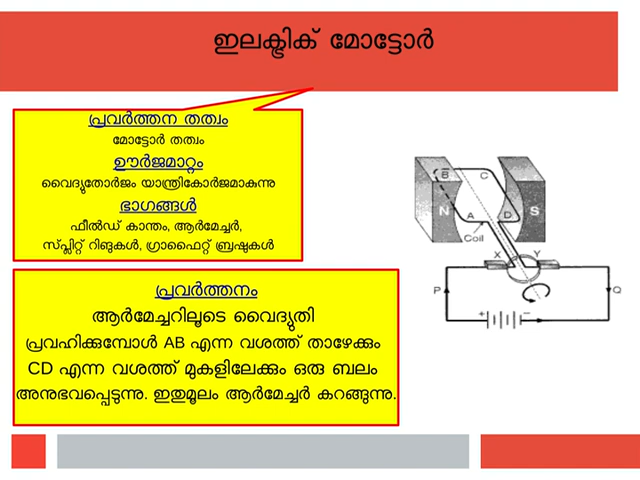 ഇലക്ട്രിക് മോട്ടോർ
പ്രവർത്തന തത്വം
മോട്ടോർ തത്വം
ഊർജമാറ്റം
വൈദ്യുതോർജം യാന്ത്രികോർജമാകുന്നു
ഭാഗങ്ങൾ
ഫീൽഡ് കാന്തം, ആർമേച്ചർ,
സ്പ്ലിറ്റ് റിങുകൾ, ഗ്രാഫൈറ്റ് ബ്രഷുകൾ
പ്രവർത്തനം
ആർമേച്ചറിലൂടെ വൈദ്യുതി
പ്രവഹിക്കുമ്പോൾ AB എന്ന വശത്ത് താഴേക്കും
CD എന്ന വശത്ത് മുകളിലേക്കും ഒരു ബലം
അനുഭവപ്പെടുന്നു. ഇതുമൂലം ആർമേച്ചർ കറങ്ങുന്നു.
B C
N A D S
Coil
X Y
P Q
+ −